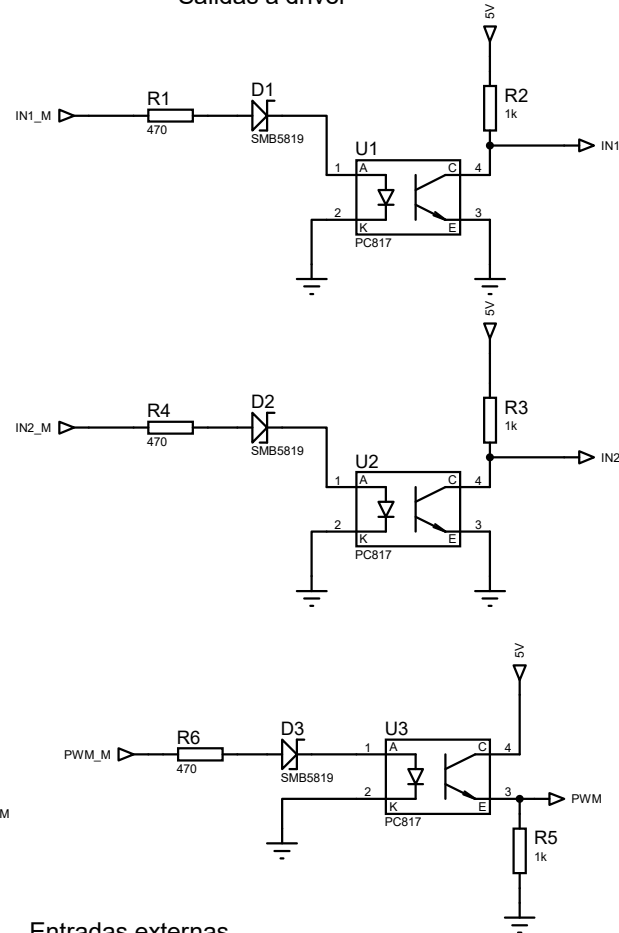 Salidas a driver
5V
R2
1k
D1
R1
IN1_M
470
SMB5819
IN1
U1
1
A
C
4
2
K
E
3
PC817
5V
R3
1k
D2
R4
IN2_M
470
SMB5819
IN2
U2
1
A
C
4
2
K
E
3
PC817
5V
D3
U3
R6
PWM_M
470
SMB5819
1
A
C
4
2
K
E
3
PWM
PC817
R5
1k
M
Entradas externas